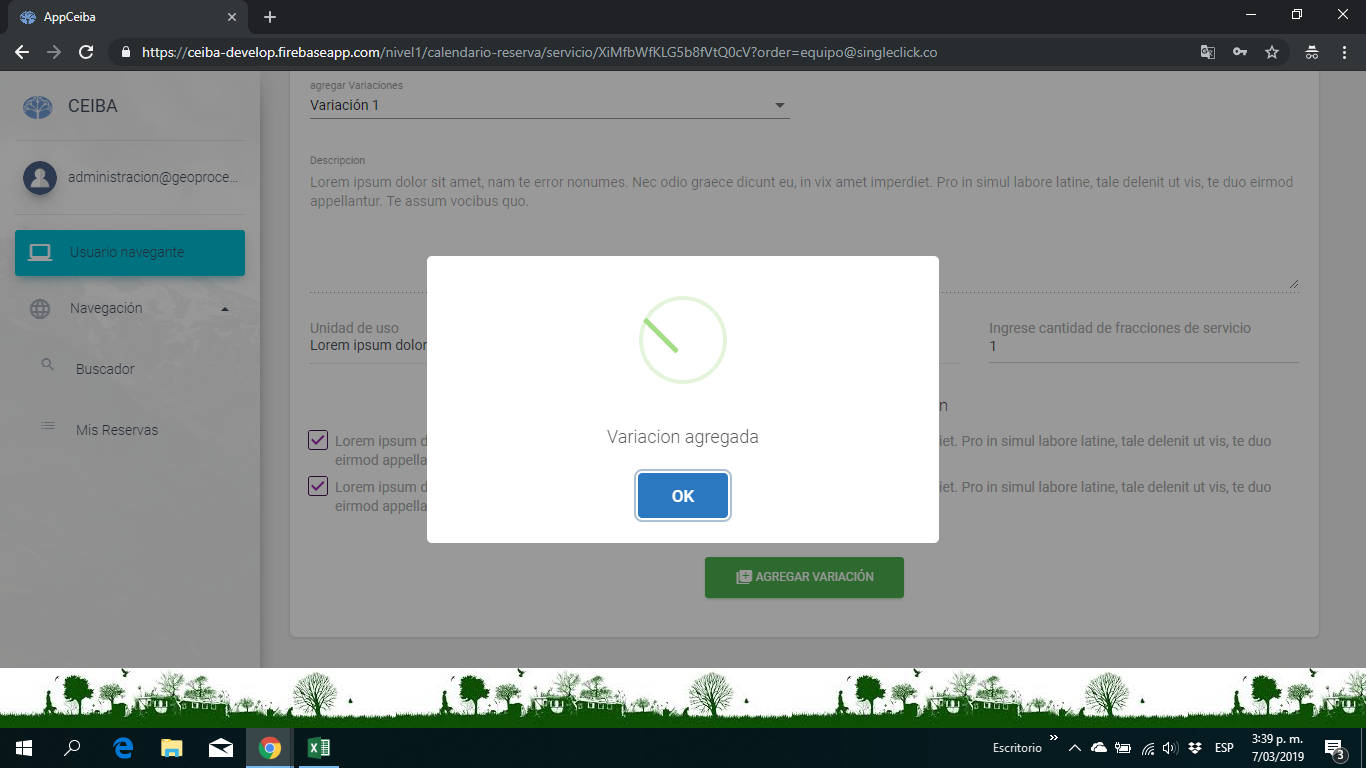 AppCeiba
https://ceiba-develop.firebaseapp.com/nivel1/calendario-reserva/servicio/XiMfbWfKLG5b8fVtQ0cV?order=equipo@singleclick.co
CEIBA
administracion@geoproce...
Usuario navegante
Navegación
Buscador
Mis Reservas
agregar Variaciones
Variación 1
Descripcion
Lorem ipsum dolor sit amet, nam te error nonumes. Nec odio graece dicunt eu, in vix amet imperdiet. Pro in simul labore latine, tale delenit ut vis, te duo eirmod
appellantur. Te assum vocibus quo.
Unidad de uso
Lorem ipsum dolor
Ingrese cantidad de fracciones de servicio
1
n
Lorem ipsum d
iet. Pro in simul labore latine, tale delenit ut vis, te duo
eirmod appella
Lorem ipsum d
iet. Pro in simul labore latine, tale delenit ut vis, te duo
eirmod appella
Variacion agregada
OK
AGREGAR VARIACIÓN
Escritorio
ESP
3:39 p. m.
7/03/2019
3